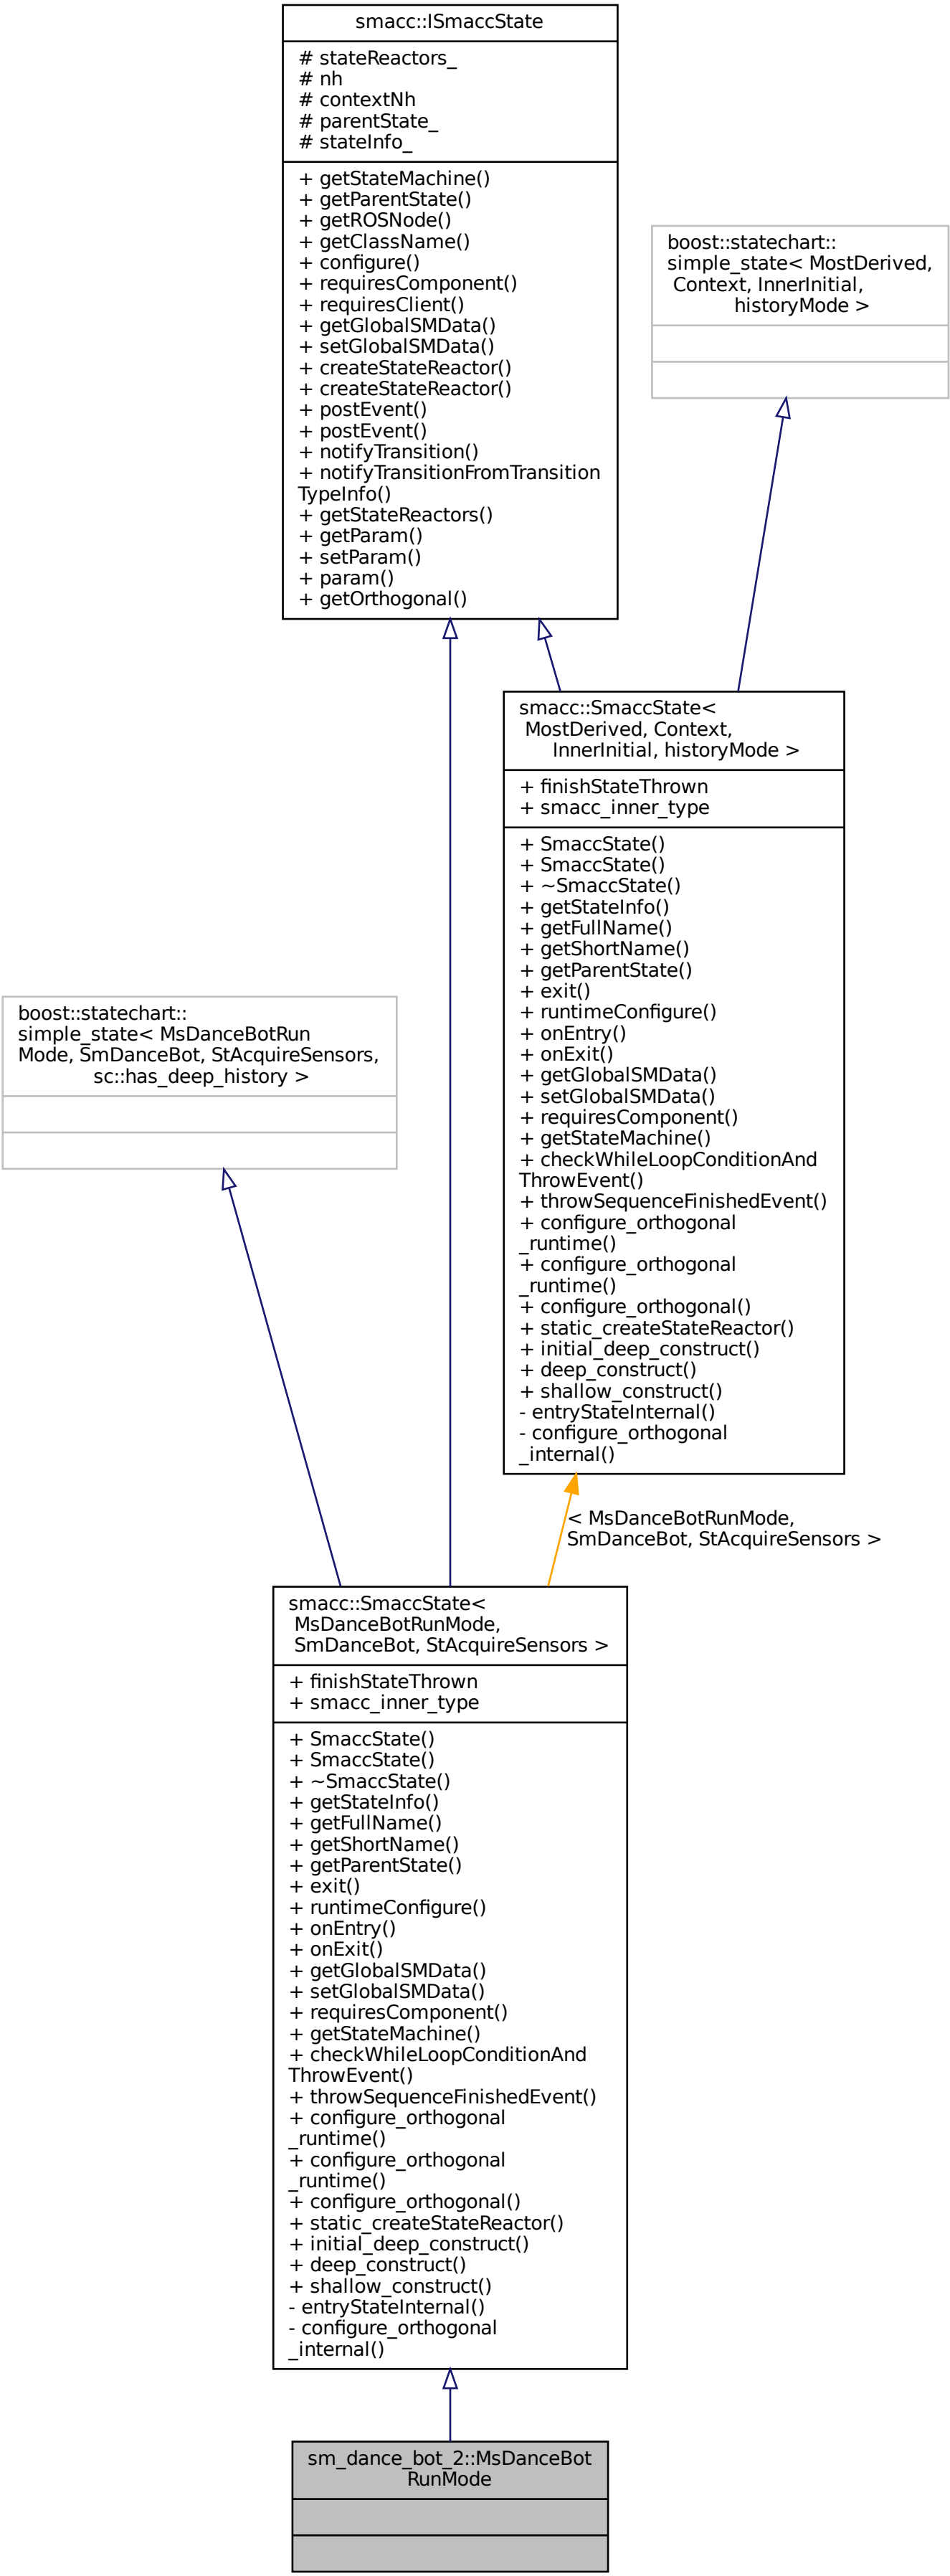 smacc::ISmaccState
# stateReactors_
# nh
# contextNh
# parentState_
# stateInfo_
+ getStateMachine()
+ getParentState()
+ getROSNode()
+ getClassName()
+ configure()
+ requiresComponent()
+ requiresClient()
+ getGlobalSMData()
+ setGlobalSMData()
+ createStateReactor()
+ createStateReactor()
+ postEvent()
+ postEvent()
+ notifyTransition()
+ notifyTransitionFromTransition
TypeInfo()
+ getStateReactors()
+ getParam()
+ setParam()
+ param()
+ getOrthogonal()
boost::statechart::
simple_state< MostDerived,
Context, InnerInitial,
historyMode >
smacc::SmaccState<
MostDerived, Context,
InnerInitial, historyMode >
+ finishStateThrown
+ smacc_inner_type
+ SmaccState()
+ SmaccState()
+ ~SmaccState()
+ getStateInfo()
+ getFullName()
+ getShortName()
+ getParentState()
+ exit()
+ runtimeConfigure()
+ onEntry()
+ onExit()
+ getGlobalSMData()
+ setGlobalSMData()
+ requiresComponent()
+ getStateMachine()
+ checkWhileLoopConditionAnd
ThrowEvent()
+ throwSequenceFinishedEvent()
+ configure_orthogonal
_runtime()
+ configure_orthogonal
_runtime()
+ configure_orthogonal()
+ static_createStateReactor()
+ initial_deep_construct()
+ deep_construct()
+ shallow_construct()
- entryStateInternal()
- configure_orthogonal
_internal()
boost::statechart::
simple_state< MsDanceBotRun
Mode, SmDanceBot, StAcquireSensors,
sc::has_deep_history >
< MsDanceBotRunMode,
SmDanceBot, StAcquireSensors >
smacc::SmaccState<
MsDanceBotRunMode,
SmDanceBot, StAcquireSensors >
+ finishStateThrown
+ smacc_inner_type
+ SmaccState()
+ SmaccState()
+ ~SmaccState()
+ getStateInfo()
+ getFullName()
+ getShortName()
+ getParentState()
+ exit()
+ runtimeConfigure()
+ onEntry()
+ onExit()
+ getGlobalSMData()
+ setGlobalSMData()
+ requiresComponent()
+ getStateMachine()
+ checkWhileLoopConditionAnd
ThrowEvent()
+ throwSequenceFinishedEvent()
+ configure_orthogonal
_runtime()
+ configure_orthogonal
_runtime()
+ configure_orthogonal()
+ static_createStateReactor()
+ initial_deep_construct()
+ deep_construct()
+ shallow_construct()
- entryStateInternal()
- configure_orthogonal
_internal()
sm_dance_bot_2::MsDanceBot
RunMode